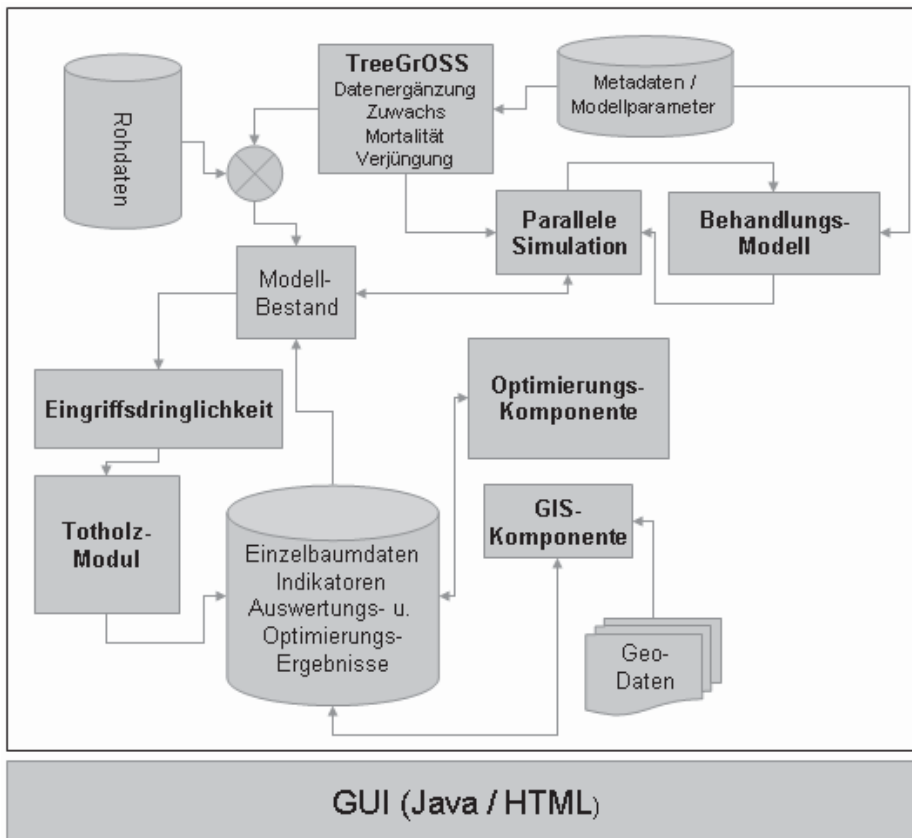 TreeGrOSS
Datenergänzung
Zuwachs
Mortalität
Verjüngung
Metadaten /
Modellparameter
Rohdaten
Parallele
Simulation
Behandlungs-
Modell
Modell-
Bestand
Eingriffsdringlichkeit
Optimierungs-
Komponente
Totholz-
Modul
Einzelbaumdaten
Indikatoren
Auswertungs- u.
Optimierungs-
Ergebnisse
GIS-
Komponente
Geo-
Daten
GUI (Java / HTML)